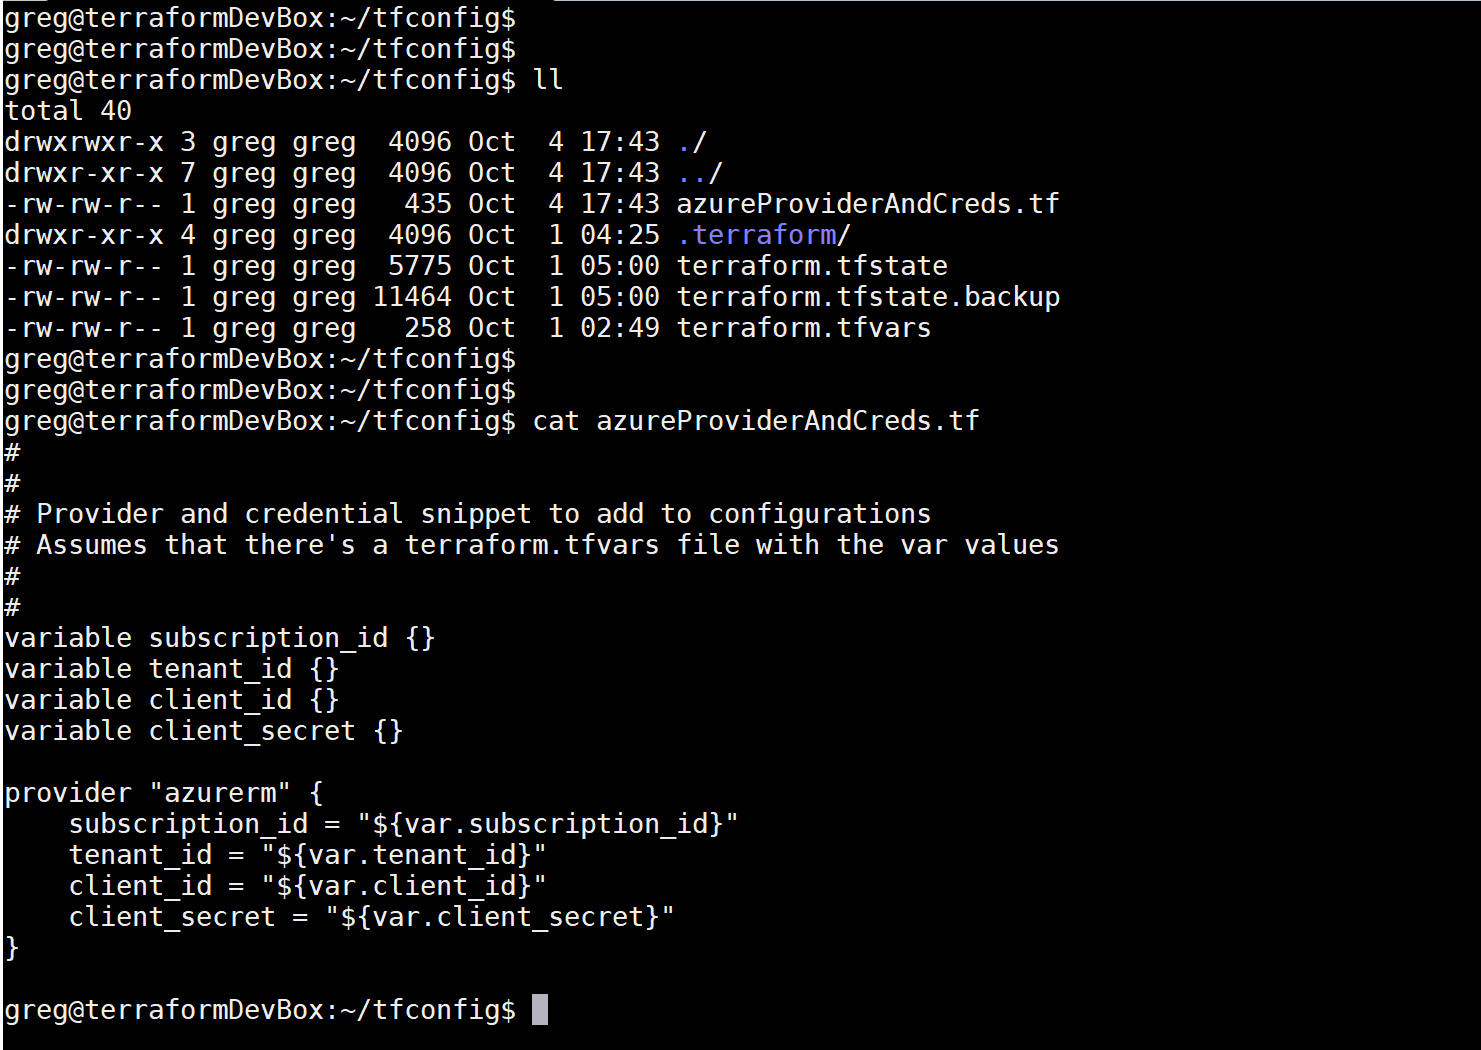 greg@terraformDevBox:~/tfconfig$
greg@terraformDevBox:~/tfconfig$
greg@terraformDevBox:~/tfconfig$ ll
total 40
drwxrwxr-x 3 greg greg  4096 Oct  4 17:43 ./
drwxr-xr-x 7 greg greg  4096 Oct  4 17:43 ../
-rw-rw-r-- 1 greg greg   435 Oct  4 17:43 azureProviderAndCreds.tf
drwxr-xr-x 4 greg greg  4096 Oct  1 04:25 .terraform/
-rw-rw-r-- 1 greg greg  5775 Oct  1 05:00 terraform.tfstate
-rw-rw-r-- 1 greg greg 11464 Oct  1 05:00 terraform.tfstate.backup
-rw-rw-r-- 1 greg greg   258 Oct  1 02:49 terraform.tfvars
greg@terraformDevBox:~/tfconfig$
greg@terraformDevBox:~/tfconfig$
greg@terraformDevBox:~/tfconfig$ cat azureProviderAndCreds.tf
#
#
# Provider and credential snippet to add to configurations
# Assumes that there's a terraform.tfvars file with the var values
#
#
variable subscription_id {}
variable tenant_id {}
variable client_id {}
variable client_secret {}

provider "azurerm" {
    subscription_id = "${var.subscription_id}"
    tenant_id = "${var.tenant_id}"
    client_id = "${var.client_id}"
    client_secret = "${var.client_secret}"
}

greg@terraformDevBox:~/tfconfig$